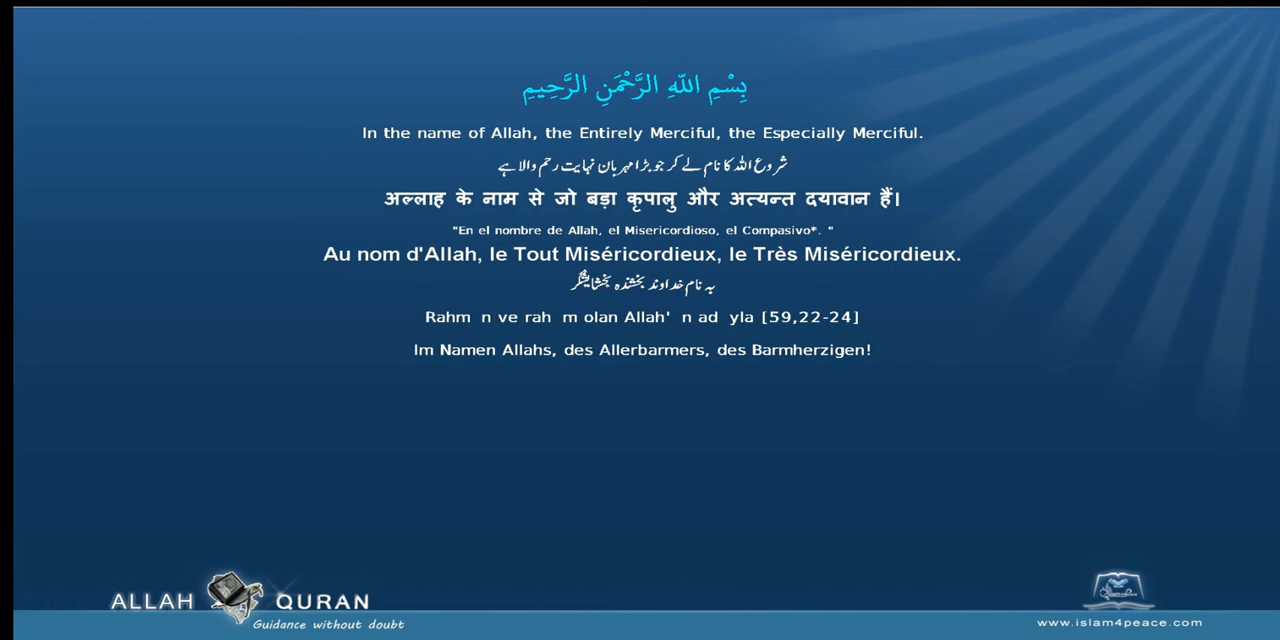 بِسْمِ اللّهِ الرَّحْمَنِ الرَّحِيمِ
In the name of Allah, the Entirely Merciful, the Especially Merciful.
شروع الله کا نام لے کر جو بڑا مہربان نہایت رحم والا ہے
अल्लाह के नाम से जो बड़ा कृपालु और अत्यन्त दयावान हैं।
"En el nombre de Allah, el Misericordioso, el Compasivo*. "
Au nom d'Allah, le Tout Miséricordieux, le Très Miséricordieux.
به نام خداوند بخشنده بخشایشگر
Rahm n ve rah m olan Allah' n ad yla [59,22-24]
Im Namen Allahs, des Allerbarmers, des Barmherzigen!
ALLAH QURAN
Guidance without doubt
www.islam4peace.com